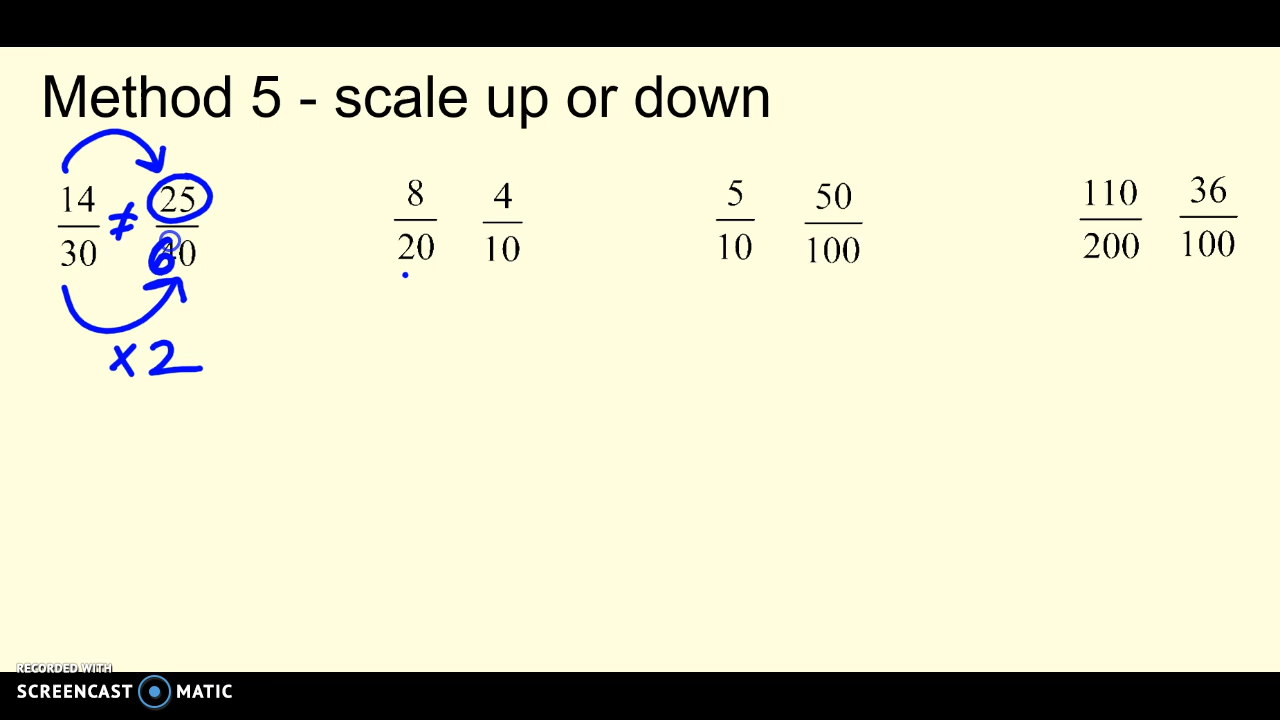 Method 5 - scale up or down
14 ≠ 25 8 4 5 50 110 36
30 60 20 10 10 100 200 100
×2
RECORDED WITH
SCREENCAST MATIC